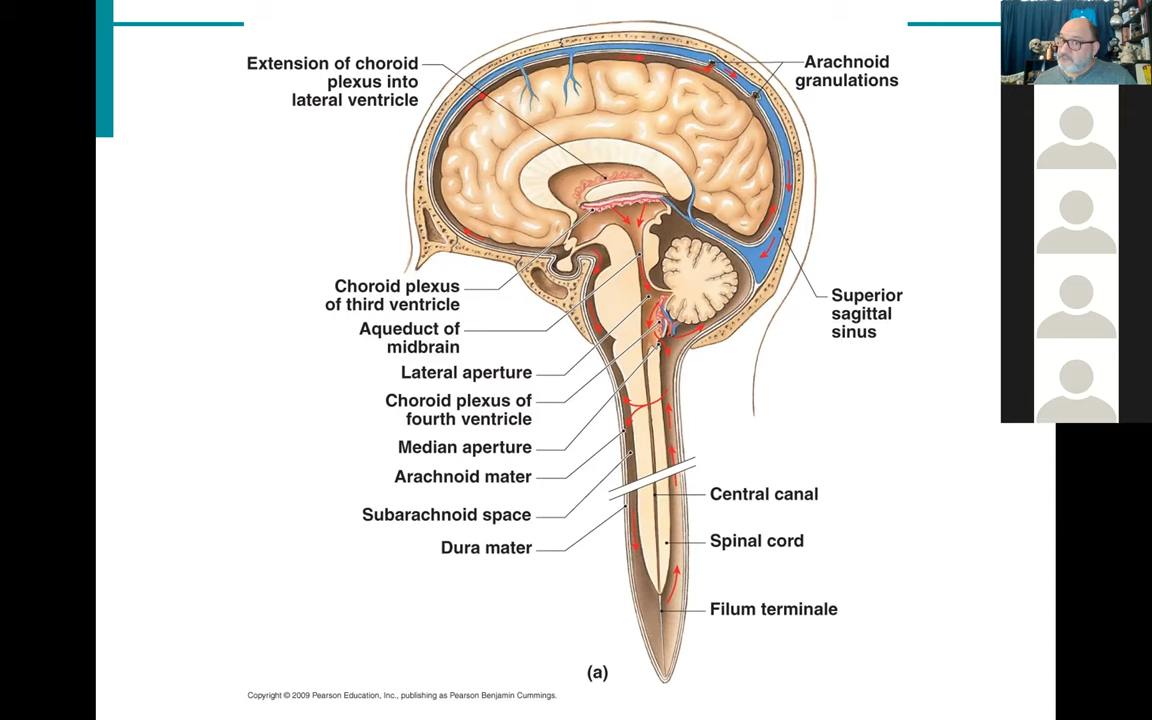 Extension of choroid
plexus into
lateral ventricle
Arachnoid
granulations
Choroid plexus
of third ventricle
Aqueduct of
midbrain
Lateral aperture
Choroid plexus of
fourth ventricle
Median aperture
Arachnoid mater
Subarachnoid space
Dura mater
Superior
sagittal
sinus
Central canal
Spinal cord
Filum terminale
(a)
Copyright © 2009 Pearson Education, Inc., publishing as Pearson Benjamin Cummings.